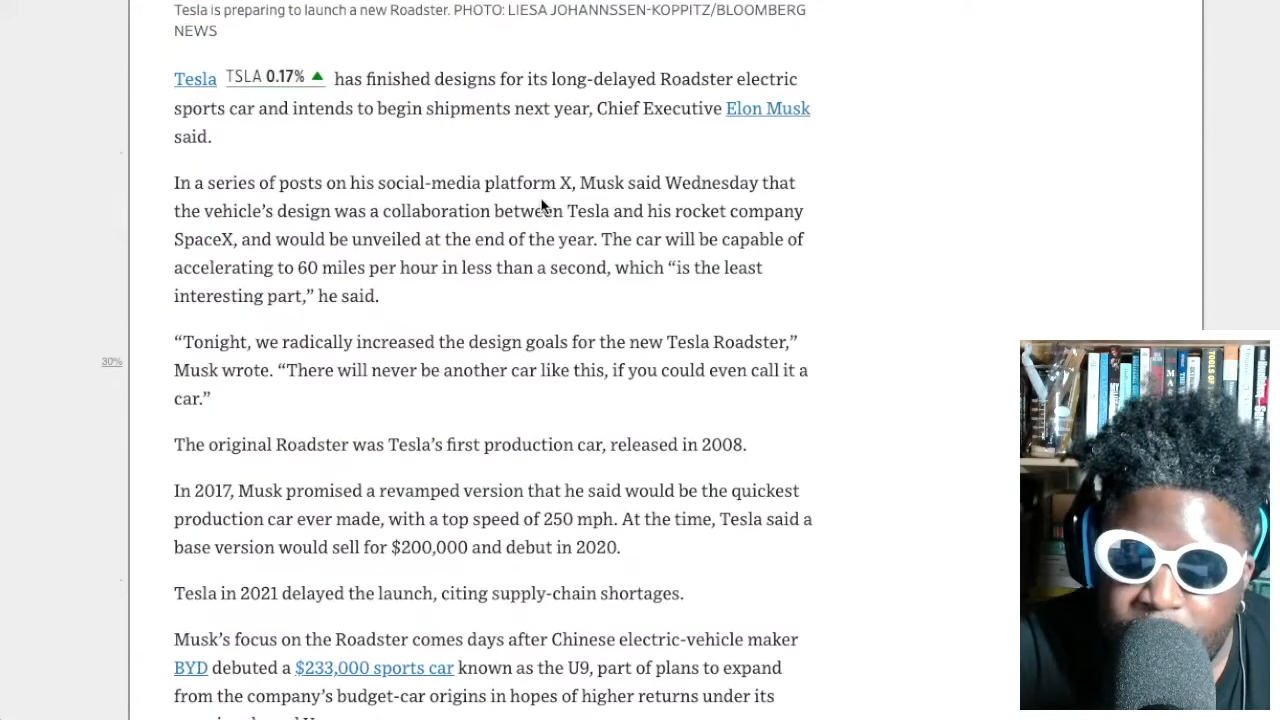 Tesla is preparing to launch a new Roadster. PHOTO: LIESA JOHANNSSEN-KOPPITZ/BLOOMBERG
NEWS
Tesla TSLA 0.17% ▲ has finished designs for its long-delayed Roadster electric
sports car and intends to begin shipments next year, Chief Executive Elon Musk
said.
In a series of posts on his social-media platform X, Musk said Wednesday that
the vehicle’s design was a collaboration between Tesla and his rocket company
SpaceX, and would be unveiled at the end of the year. The car will be capable of
accelerating to 60 miles per hour in less than a second, which “is the least
interesting part,” he said.
“Tonight, we radically increased the design goals for the new Tesla Roadster,”
30%
Musk wrote. “There will never be another car like this, if you could even call it a
car.”
The original Roadster was Tesla’s first production car, released in 2008.
In 2017, Musk promised a revamped version that he said would be the quickest
production car ever made, with a top speed of 250 mph. At the time, Tesla said a
base version would sell for $200,000 and debut in 2020.
Tesla in 2021 delayed the launch, citing supply-chain shortages.
Musk’s focus on the Roadster comes days after Chinese electric-vehicle maker
BYD debuted a $233,000 sports car known as the U9, part of plans to expand
from the company’s budget-car origins in hopes of higher returns under its
TOOLS OF